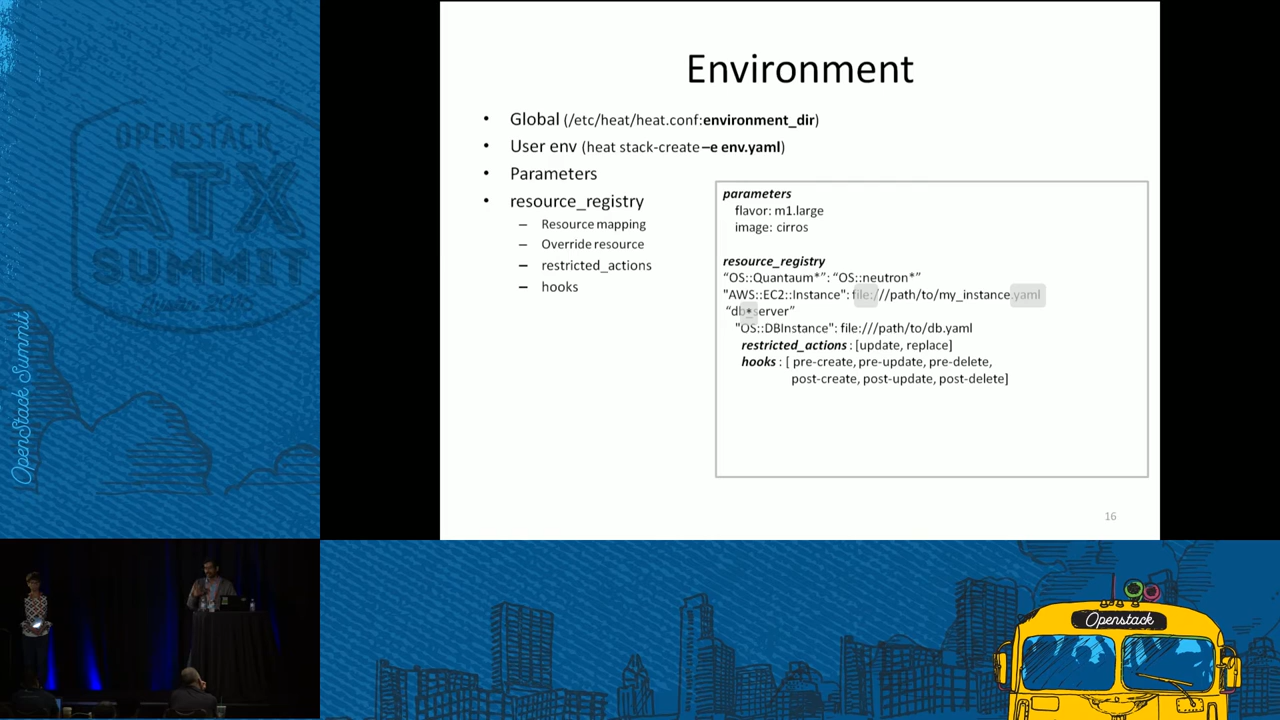 OPENSTACK
ATX
SUMMIT
OpenStack Summit
Environment
• Global (/etc/heat/heat.conf:environment_dir)
• User env (heat stack-create –e env.yaml)
• Parameters
• resource_registry
– Resource mapping
– Override resource
– restricted_actions
– hooks
parameters
flavor: m1.large
image: cirros
resource_registry
“OS::Quantaum*”: “OS::neutron*”
"AWS::EC2::Instance": file:///path/to/my_instance.yaml
“db*server”
"OS::DBInstance": file:///path/to/db.yaml
restricted_actions : [update, replace]
hooks : [ pre-create, pre-update, pre-delete,
post-create, post-update, post-delete]
16
Openstack